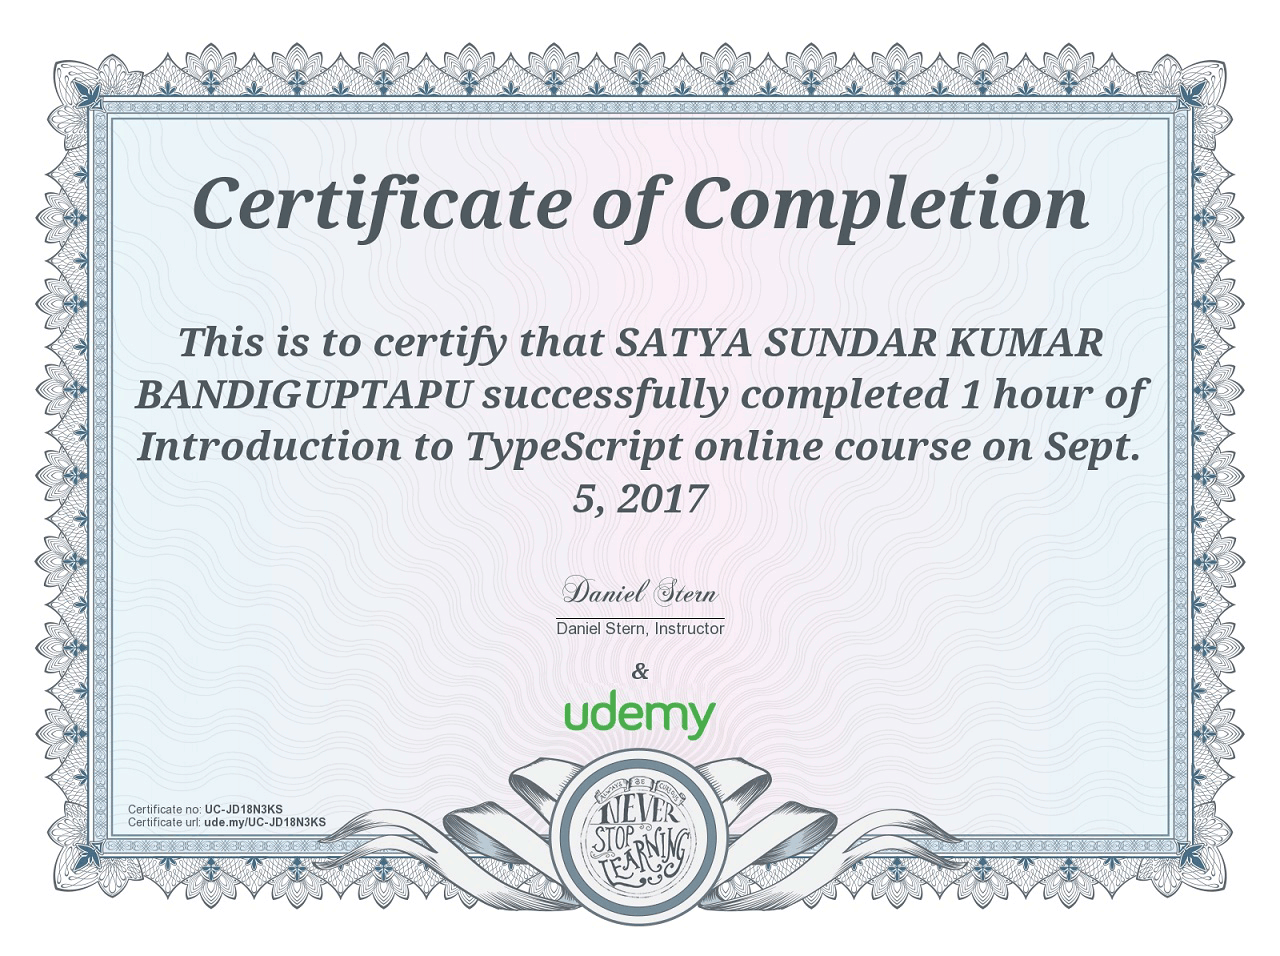 Certificate of Completion
This is to certify that SATYA SUNDAR KUMAR
BANDIGUPTAPU successfully completed 1 hour of
Introduction to TypeScript online course on Sept.
5, 2017
Daniel Stern
Daniel Stern, Instructor
&
udemy
ALWAYS BE CURIOUS
NEVER
STOP
LEARNING
Certificate no: UC-JD18N3KS
Certificate url: ude.my/UC-JD18N3KS